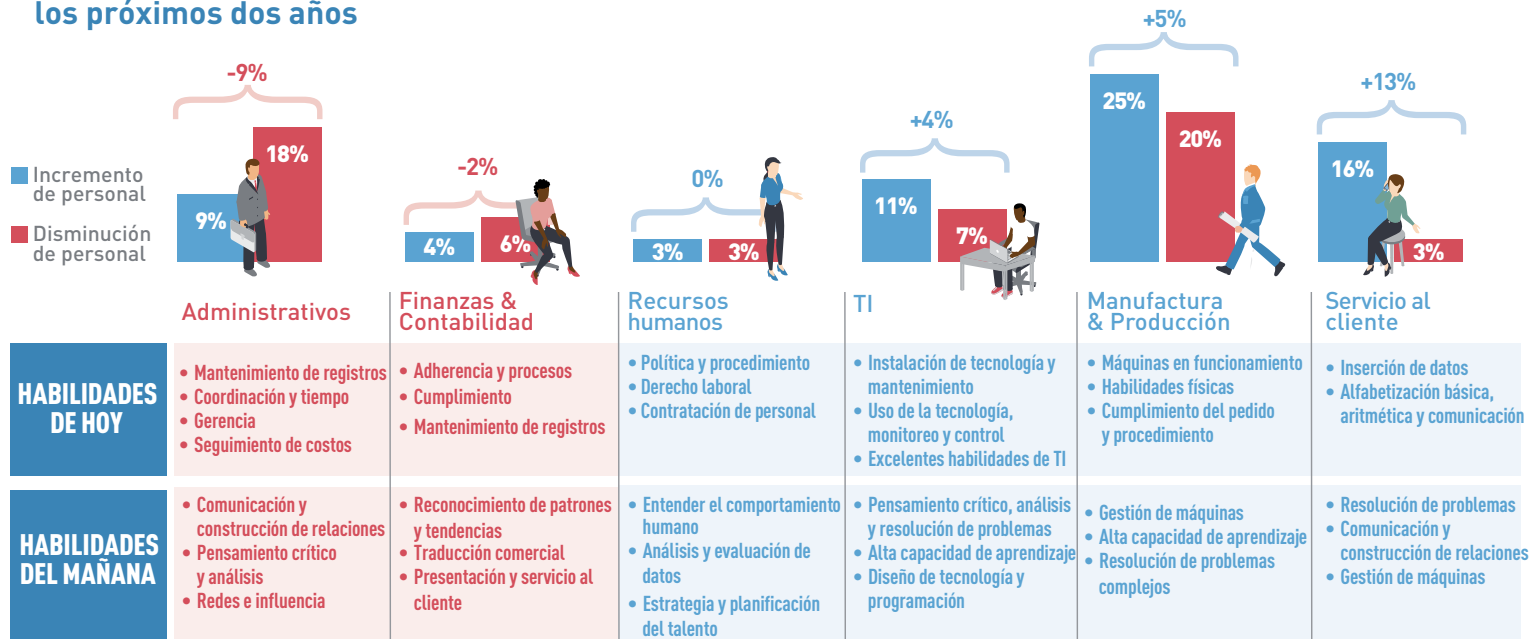 los próximos dos años
Incremento
de personal
Disminución
de personal
-9%
9%
18%
-2%
4%
6%
0%
3%
3%
+4%
11%
7%
+5%
25%
20%
+13%
16%
3%
Administrativos
Finanzas &
Contabilidad
Recursos
humanos
TI
Manufactura
& Producción
Servicio al
cliente
HABILIDADES
DE HOY
• Mantenimiento de registros
• Coordinación y tiempo
• Gerencia
• Seguimiento de costos
• Adherencia y procesos
• Cumplimiento
• Mantenimiento de registros
• Política y procedimiento
• Derecho laboral
• Contratación de personal
• Instalación de tecnología y
mantenimiento
• Uso de la tecnología,
monitoreo y control
• Excelentes habilidades de TI
• Máquinas en funcionamiento
• Habilidades físicas
• Cumplimiento del pedido
y procedimiento
• Inserción de datos
• Alfabetización básica,
aritmética y comunicación
HABILIDADES
DEL MAÑANA
• Comunicación y
construcción de relaciones
• Pensamiento crítico
y análisis
• Redes e influencia
• Reconocimiento de patrones
y tendencias
• Traducción comercial
• Presentación y servicio al
cliente
• Entender el comportamiento
humano
• Análisis y evaluación de
datos
• Estrategia y planificación
del talento
• Pensamiento crítico, análisis
y resolución de problemas
• Alta capacidad de aprendizaje
• Diseño de tecnología y
programación
• Gestión de máquinas
• Alta capacidad de aprendizaje
• Resolución de problemas
complejos
• Resolución de problemas
• Comunicación y
construcción de relaciones
• Gestión de máquinas